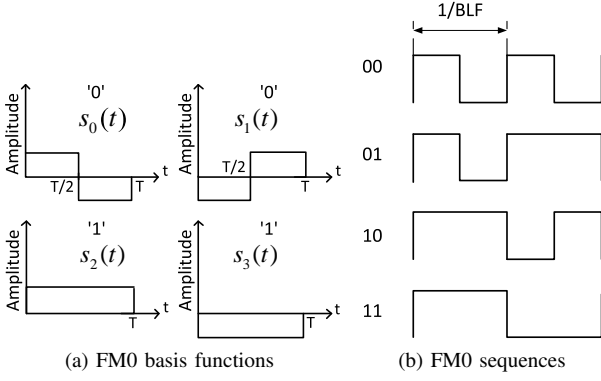 '0'
s₀(t)
Amplitude
T/2
T
t
'0'
s₁(t)
Amplitude
T/2
T
t
'1'
s₂(t)
Amplitude
T
t
'1'
s₃(t)
Amplitude
T
t
(a) FM0 basis functions
1/BLF
00
01
10
11
(b) FM0 sequences